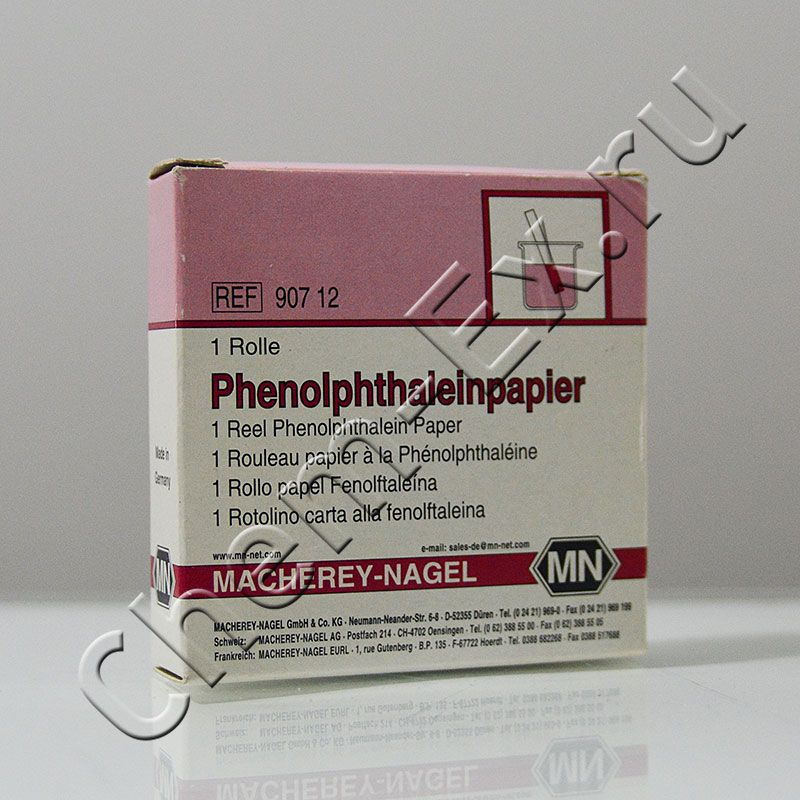 REF 907 12
1 Rolle
Phenolphthaleinpapier
1 Reel Phenolphthalein Paper
1 Rouleau papier à la Phénolphthaléine
1 Rollo papel Fenolftaleína
1 Rotolino carta alla fenolftaleina
Made in
Germany
www.mn-net.com e-mail: sales-de@mn-net.com
MN MACHEREY-NAGEL MN
MACHEREY-NAGEL GmbH & Co. KG · Neumann-Neander-Str. 6-8 · D-52355 Düren · Tel. (0 24 21) 969-0 · Fax (0 24 21) 969 199
Schweiz: MACHEREY-NAGEL AG · Postfach 214 · CH-4702 Oensingen · Tel. (0 62) 388 55 00 · Fax (0 62) 388 55 05
Frankreich: MACHEREY-NAGEL EURL · 1, rue Gutenberg · B.P. 135 · F-67722 Hoerdt · Tel. 0388 682268 · Fax 0388 517688
chem-Ex.ru